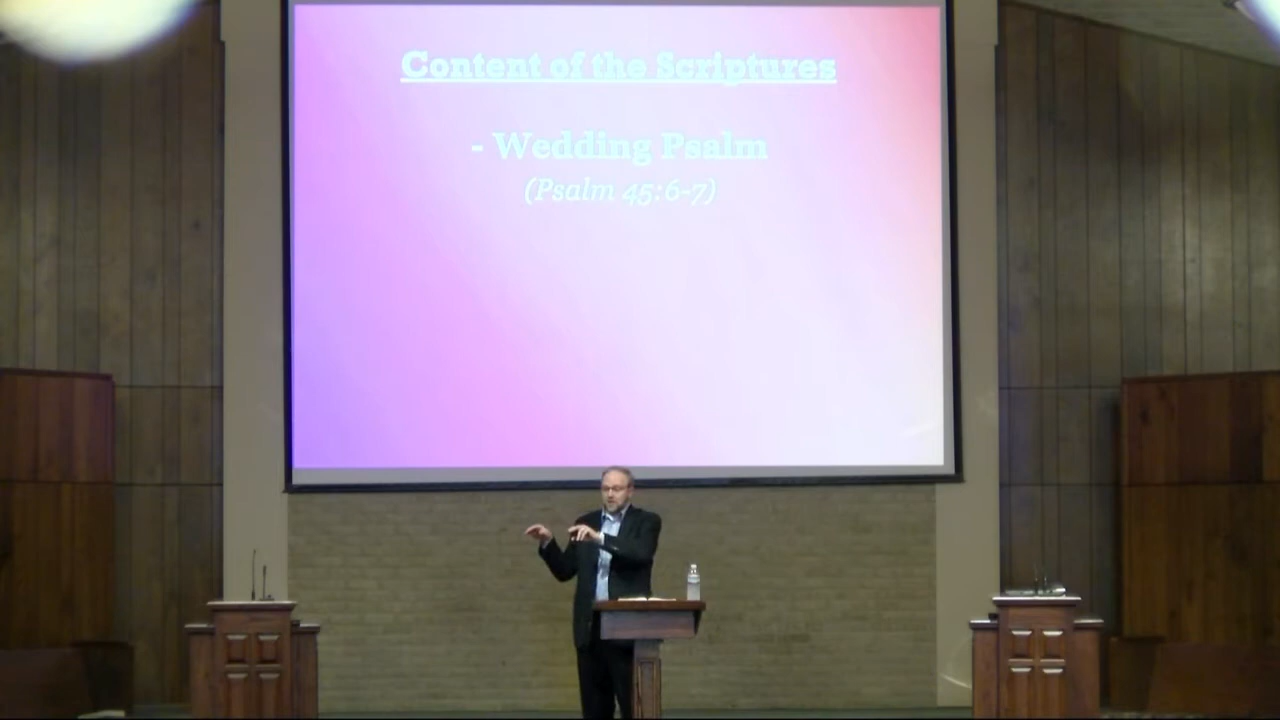 Content of the Scriptures
- Wedding Psalm
(Psalm 45:6-7)